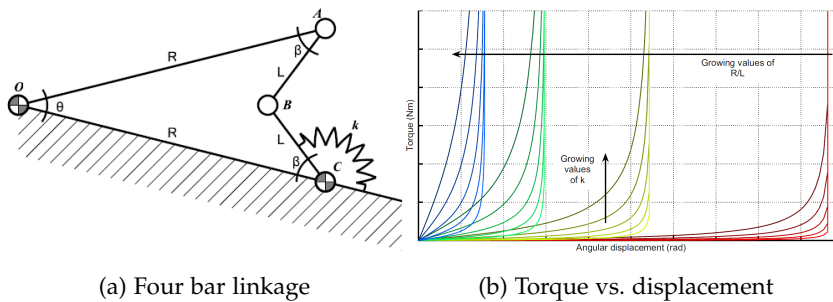 A
R
β
L
O
θ
B
k
L
R
β
C
Growing values of
R/L
Growing
values
of k
Torque (Nm)
Angular displacement (rad)
(a) Four bar linkage
(b) Torque vs. displacement